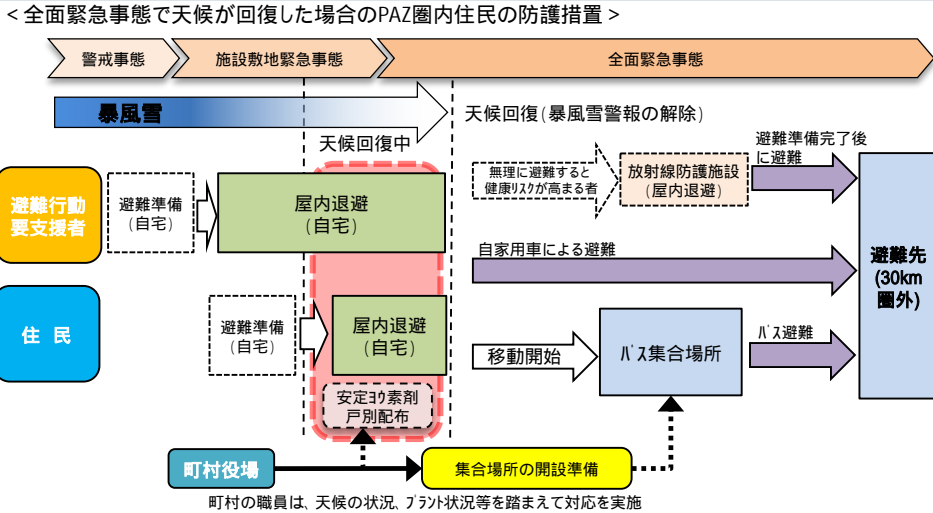 ＜全面緊急事態で天候が回復した場合のPAZ圏内住民の防護措置＞
警戒事態
施設敷地緊急事態
全面緊急事態
暴風雪
天候回復(暴風雪警報の解除)
天候回復中
避難行動
要支援者
避難準備
(自宅)
屋内退避
(自宅)
無理に避難すると
健康ﾘｽｸが高まる者
放射線防護施設
(屋内退避)
避難準備完了後
に避難
自家用車による避難
避難先
(30km
圏外)
住 民
避難準備
(自宅)
屋内退避
(自宅)
安定ﾖｳ素剤
戸別配布
移動開始
ﾊﾞｽ集合場所
ﾊﾞｽ避難
町村役場
集合場所の開設準備
町村の職員は、天候の状況、ﾌﾟﾗﾝﾄ状況等を踏まえて対応を実施